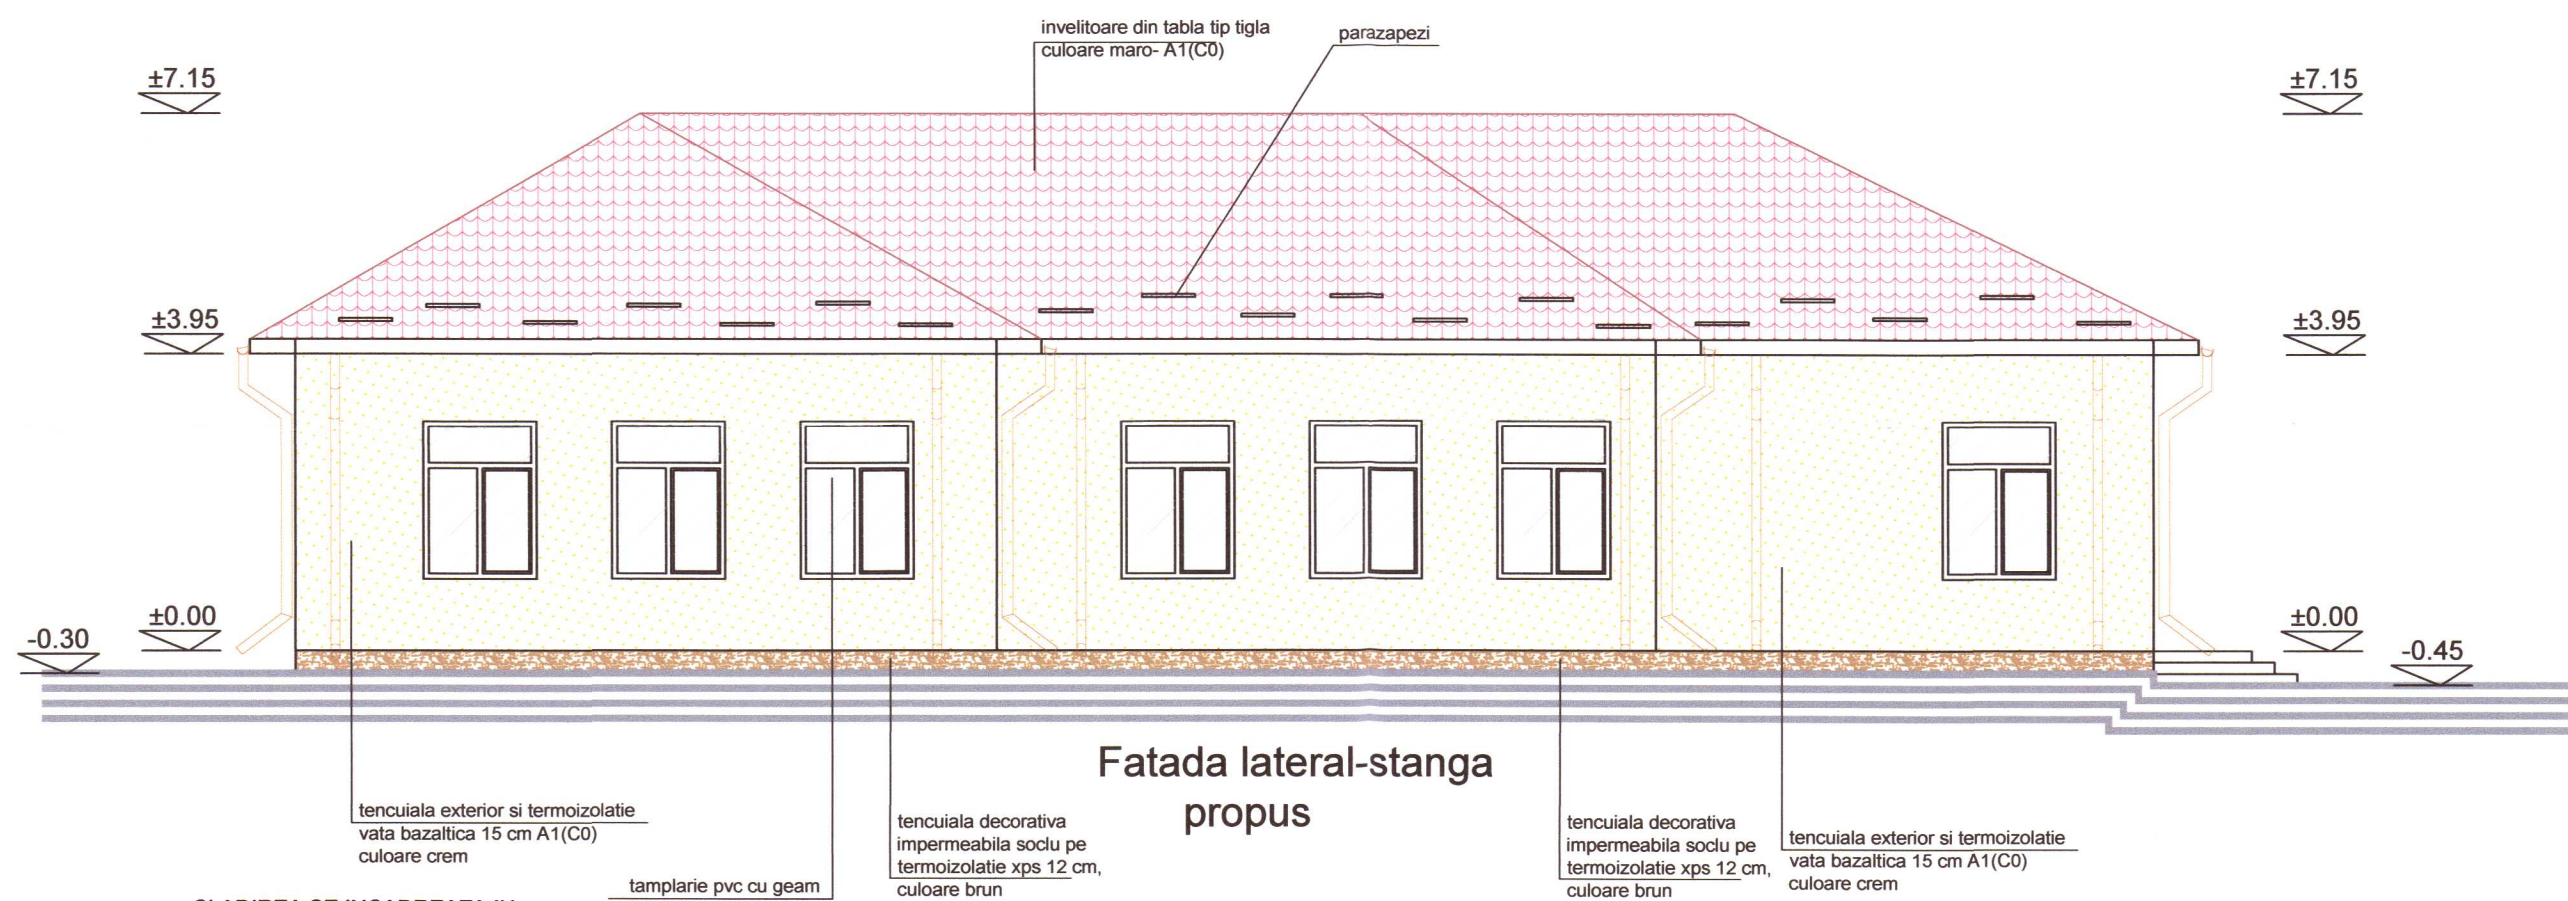 invelitoare din tabla tip tigla
culoare maro- A1(C0)
parazapezi
±7.15
±7.15
±3.95
±3.95
±0.00
±0.00
-0.30
-0.45
Fatada lateral-stanga
propus
tencuiala exterior si termoizolatie
vata bazaltica 15 cm A1(C0)
culoare crem
tamplarie pvc cu geam
tencuiala decorativa
impermeabila soclu pe
termoizolatie xps 12 cm,
culoare brun
tencuiala decorativa
impermeabila soclu pe
termoizolatie xps 12 cm,
culoare brun
tencuiala exterior si termoizolatie
vata bazaltica 15 cm A1(C0)
culoare crem